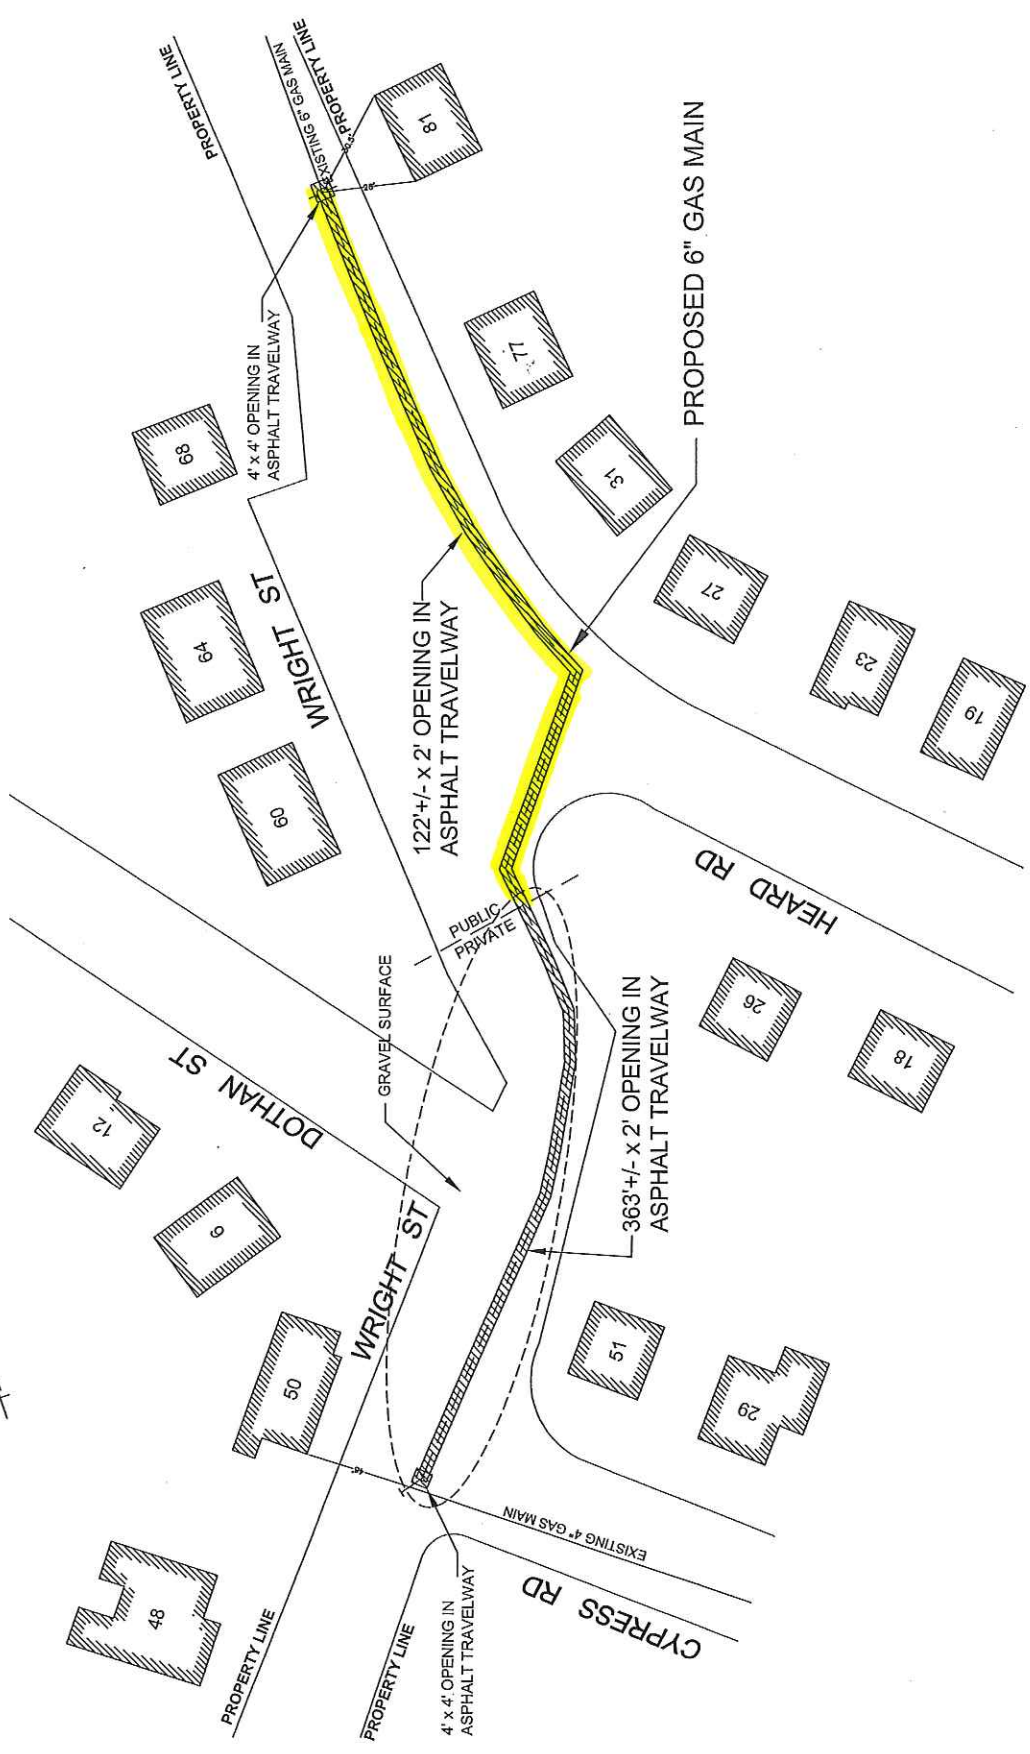 PROPERTY LINE
EXISTING 6" GAS MAIN
PROPERTY LINE
81
28'
4' x 4' OPENING IN
ASPHALT TRAVELWAY
77
PROPOSED 6" GAS MAIN
68
31
64
WRIGHT ST
122'+/- x 2' OPENING IN
ASPHALT TRAVELWAY
27
23
19
60
HEARD RD
PUBLIC
PRIVATE
GRAVEL SURFACE
26
18
DOTHAN ST
12
6
363'+/- x 2' OPENING IN
ASPHALT TRAVELWAY
WRIGHT ST
50
51
29
EXISTING 4" GAS MAIN
48
CYPRESS RD
PROPERTY LINE
PROPERTY LINE
4' x 4' OPENING IN
ASPHALT TRAVELWAY